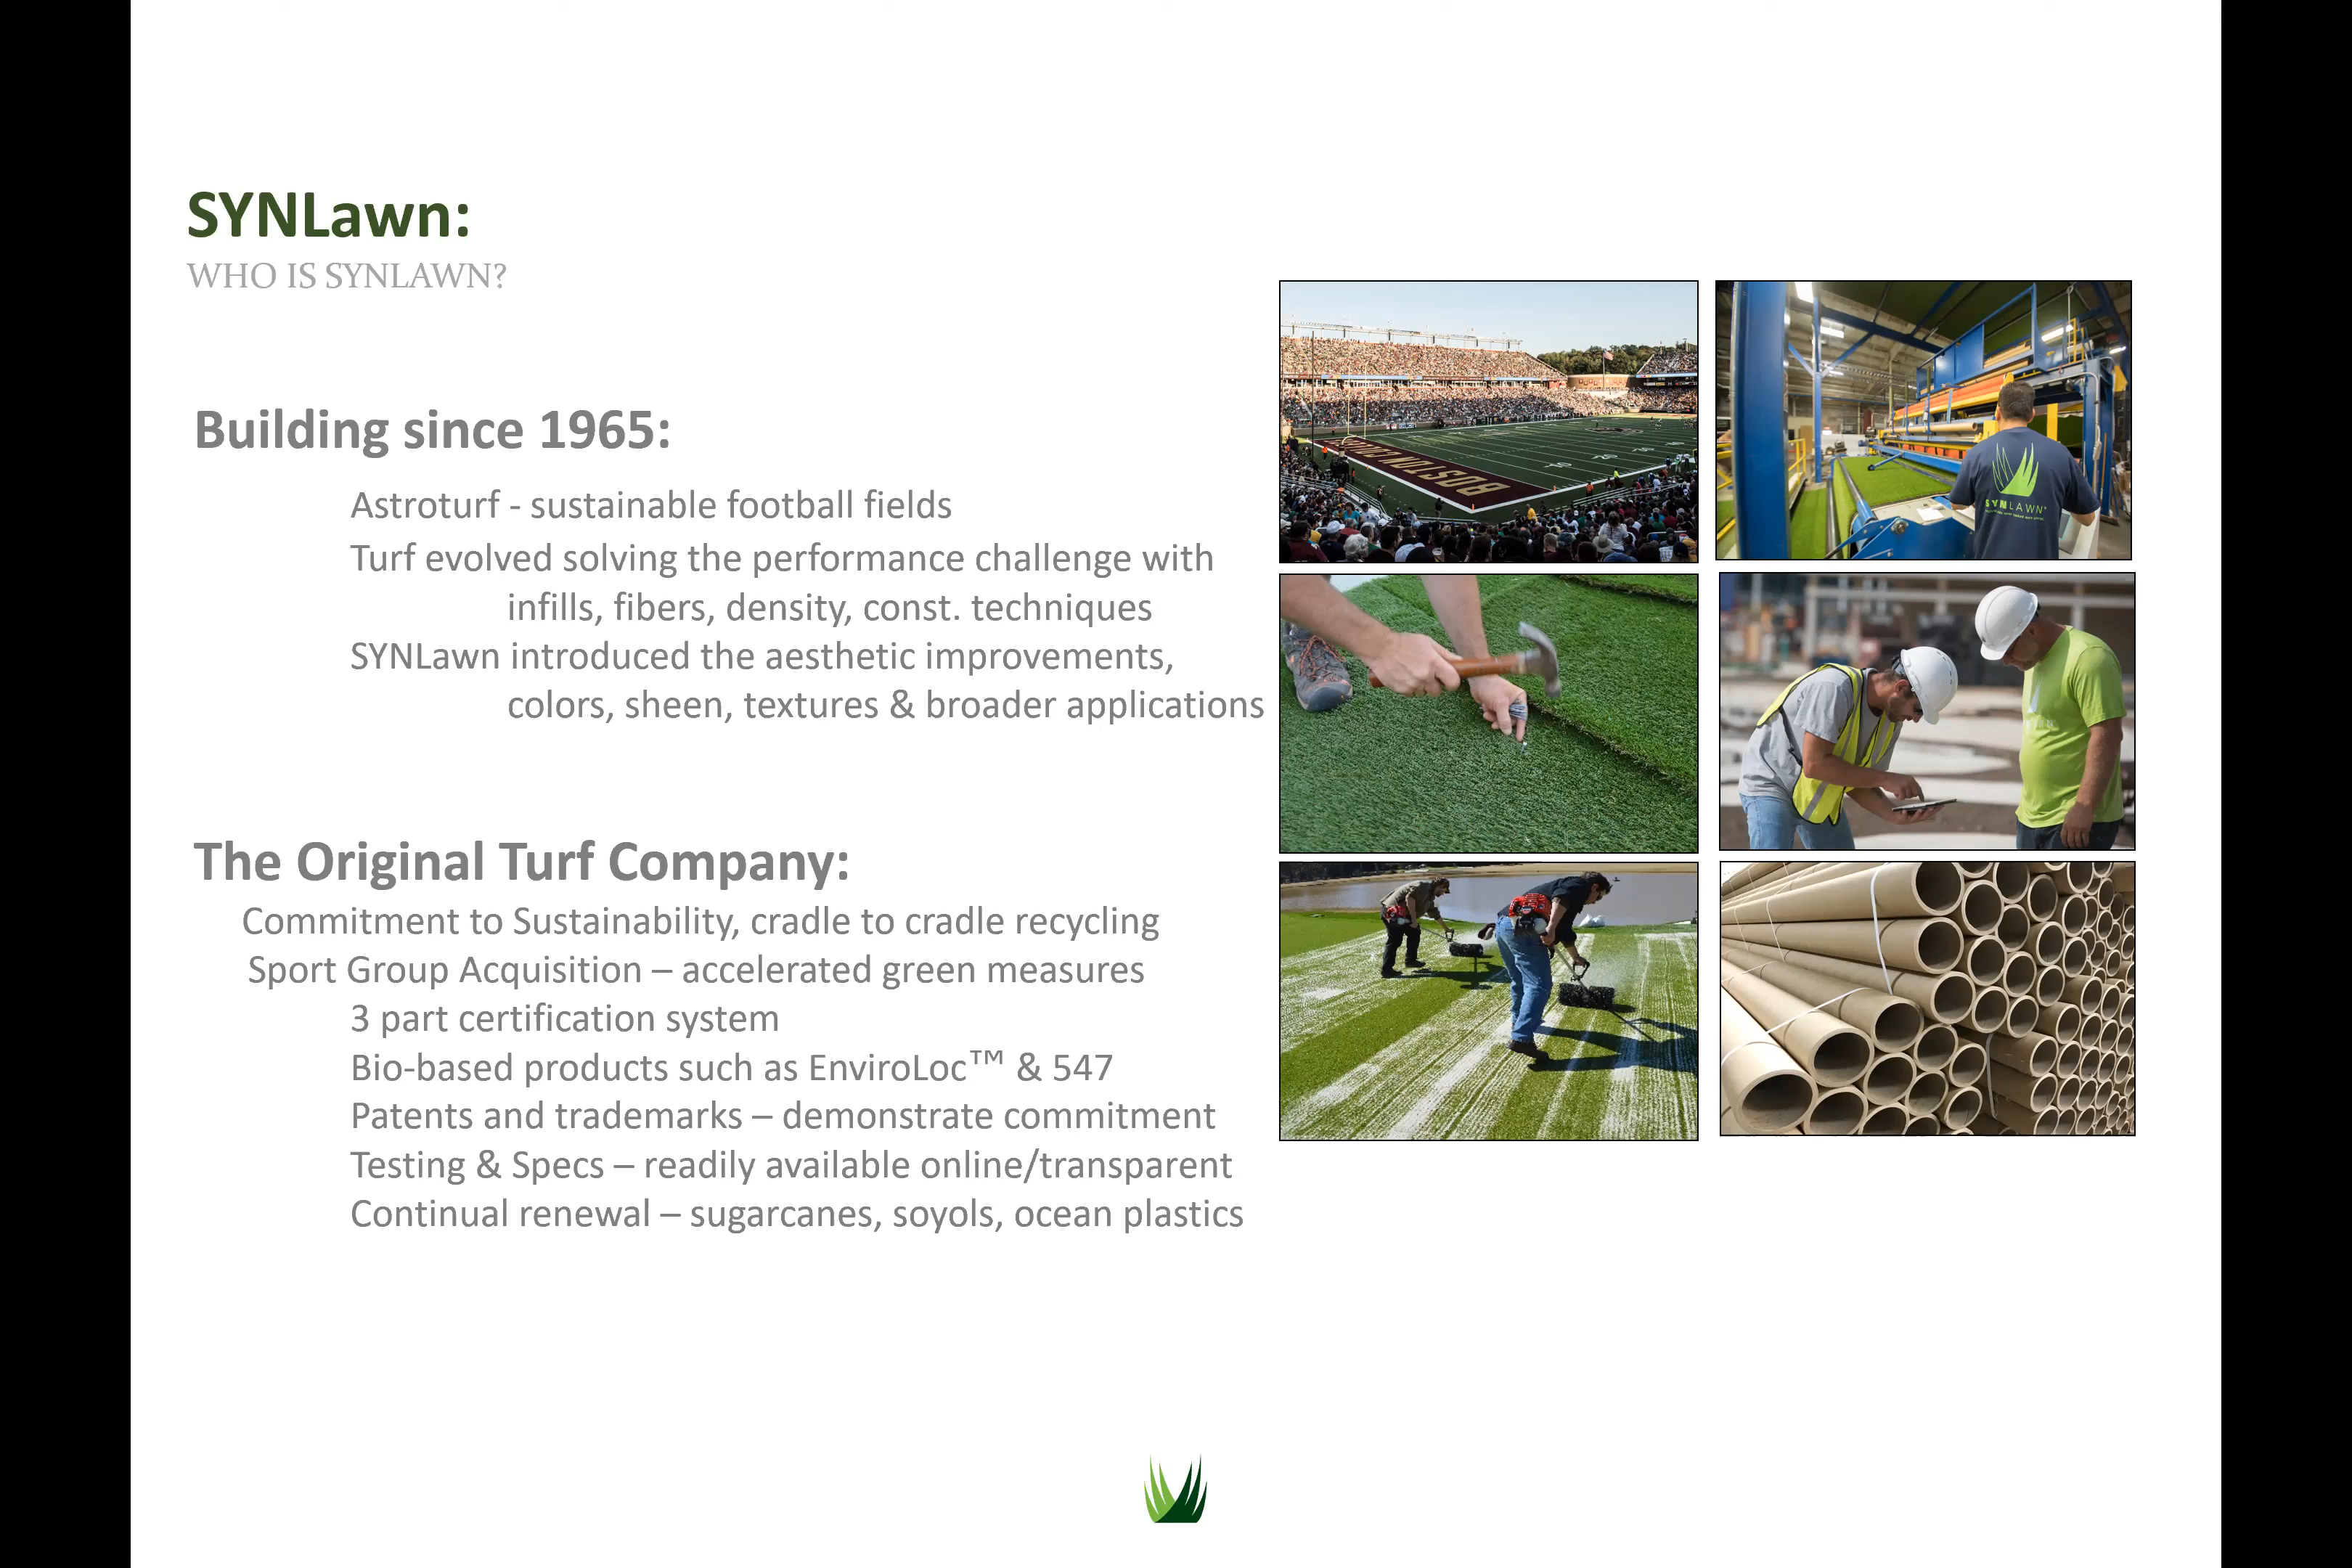 SYNLawn:
WHO IS SYNLAWN?
Building since 1965:
Astroturf - sustainable football fields
Turf evolved solving the performance challenge with
infills, fibers, density, const. techniques
SYNLawn introduced the aesthetic improvements,
colors, sheen, textures & broader applications
The Original Turf Company:
Commitment to Sustainability, cradle to cradle recycling
Sport Group Acquisition – accelerated green measures
3 part certification system
Bio-based products such as EnviroLoc™ & 547
Patents and trademarks – demonstrate commitment
Testing & Specs – readily available online/transparent
Continual renewal – sugarcanes, soyols, ocean plastics
BOSTON
SYNLAWN